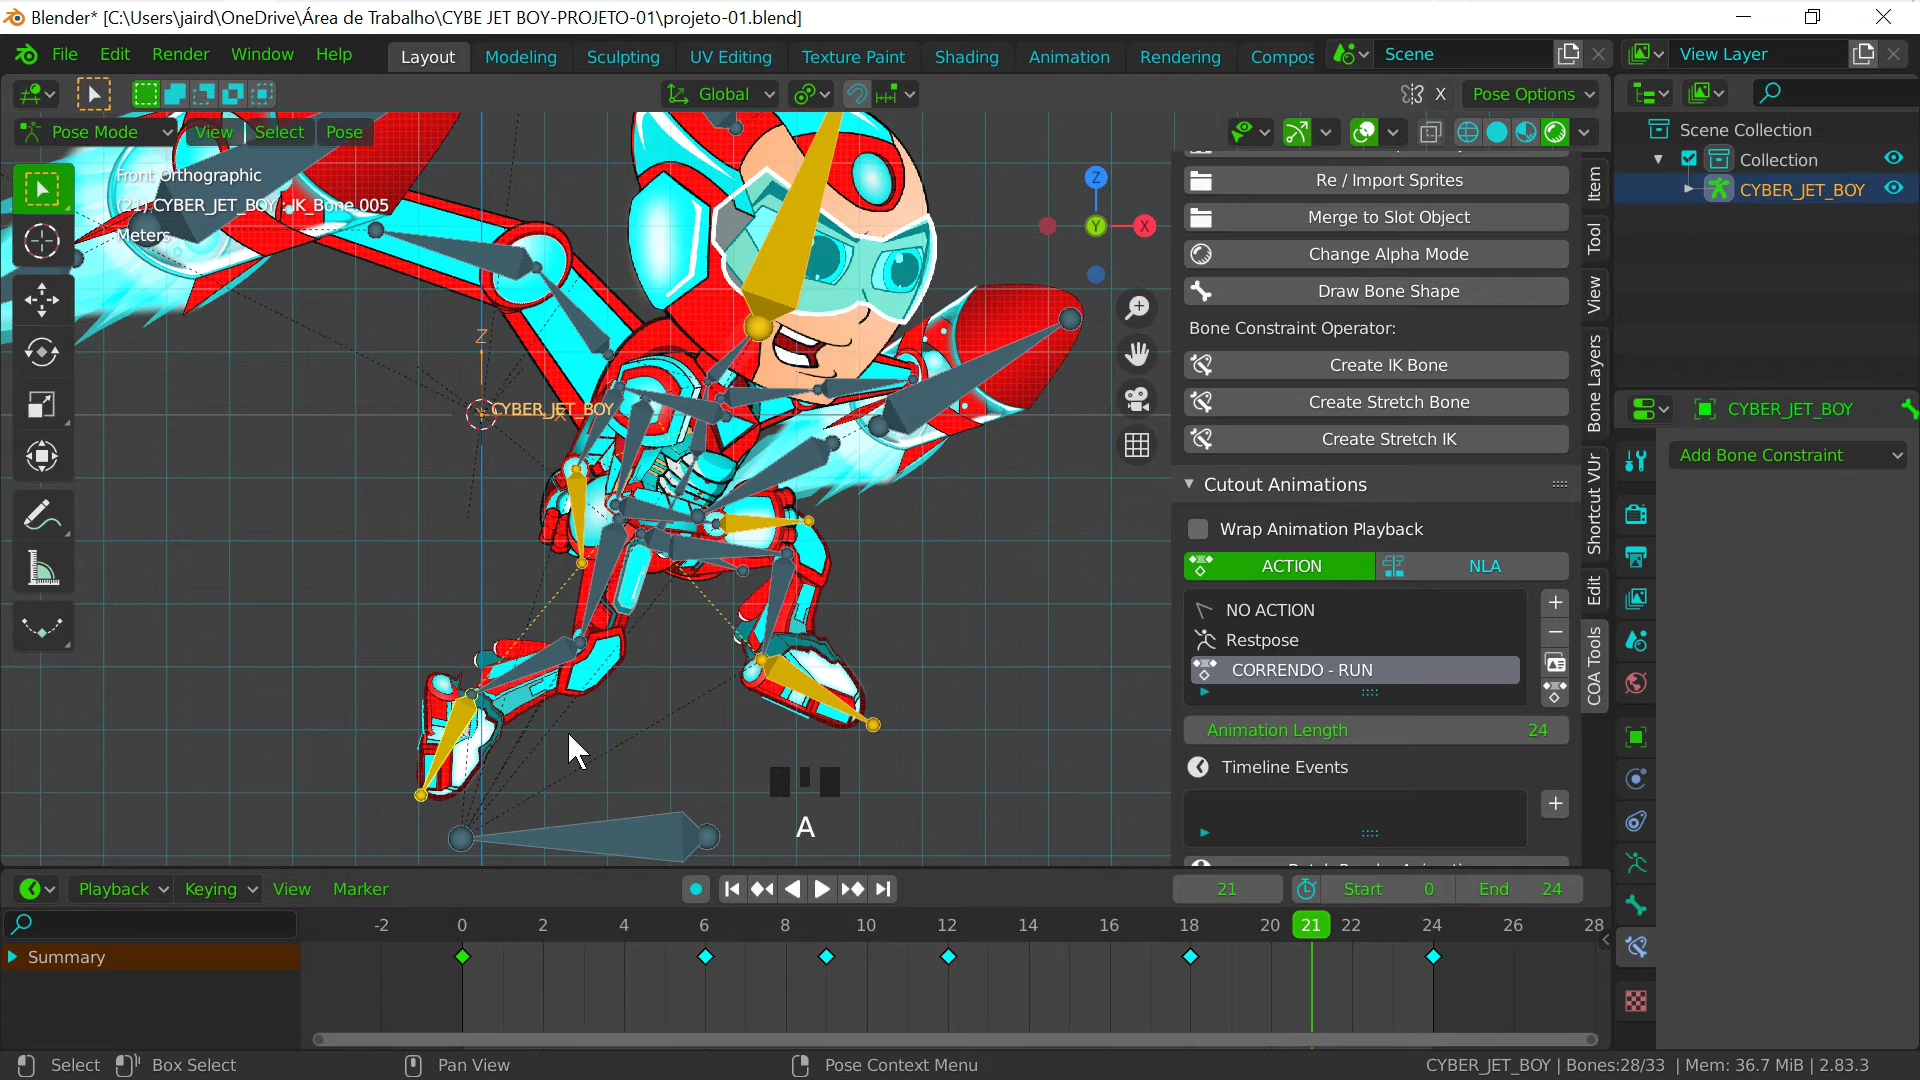 Blender* [C:\Users\jaird\OneDrive\Área de Trabalho\CYBE JET BOY-PROJETO-01\projeto-01.blend]
File Edit Render Window Help Layout Modeling Sculpting UV Editing Texture Paint Shading Animation Rendering Compos Scene View Layer
Global X Pose Options
Pose Mode View Select Pose
Front Orthographic
(21) CYBER_JET_BOY : IK_Bone 005
Meters
Z
Z
Y
X
CYBER_JET_BOY
Re / Import Sprites
Merge to Slot Object
Change Alpha Mode
Draw Bone Shape
Bone Constraint Operator:
Create IK Bone
Create Stretch Bone
Create Stretch IK
Cutout Animations
Wrap Animation Playback
ACTION NLA
NO ACTION
Restpose
CORRENDO - RUN
Animation Length 24
Timeline Events
Item
Tool
View
Bone Layers
Shortcut VUr
Edit
COA Tools
Scene Collection
Collection
CYBER_JET_BOY
CYBER_JET_BOY
Add Bone Constraint
A
Playback Keying View Marker 21 Start 0 End 24
-2 0 2 4 6 8 10 12 14 16 18 20 21 22 24 26 28
Summary
Select Box Select Pan View Pose Context Menu CYBER_JET_BOY | Bones:28/33 | Mem: 36.7 MiB | 2.83.3